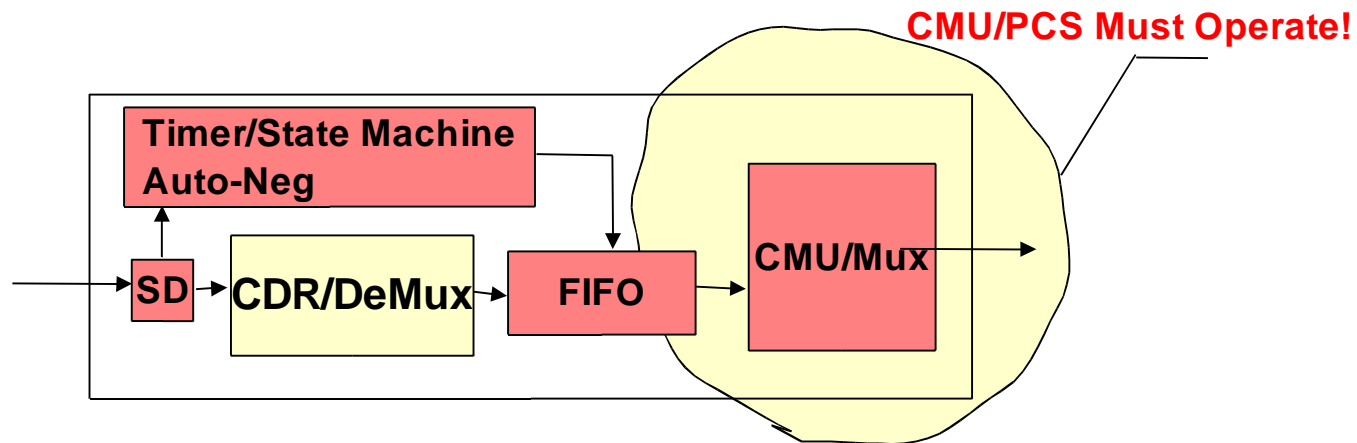 CMU/PCS Must Operate!
Timer/State Machine
Auto-Neg
SD
CDR/DeMux
FIFO
CMU/Mux